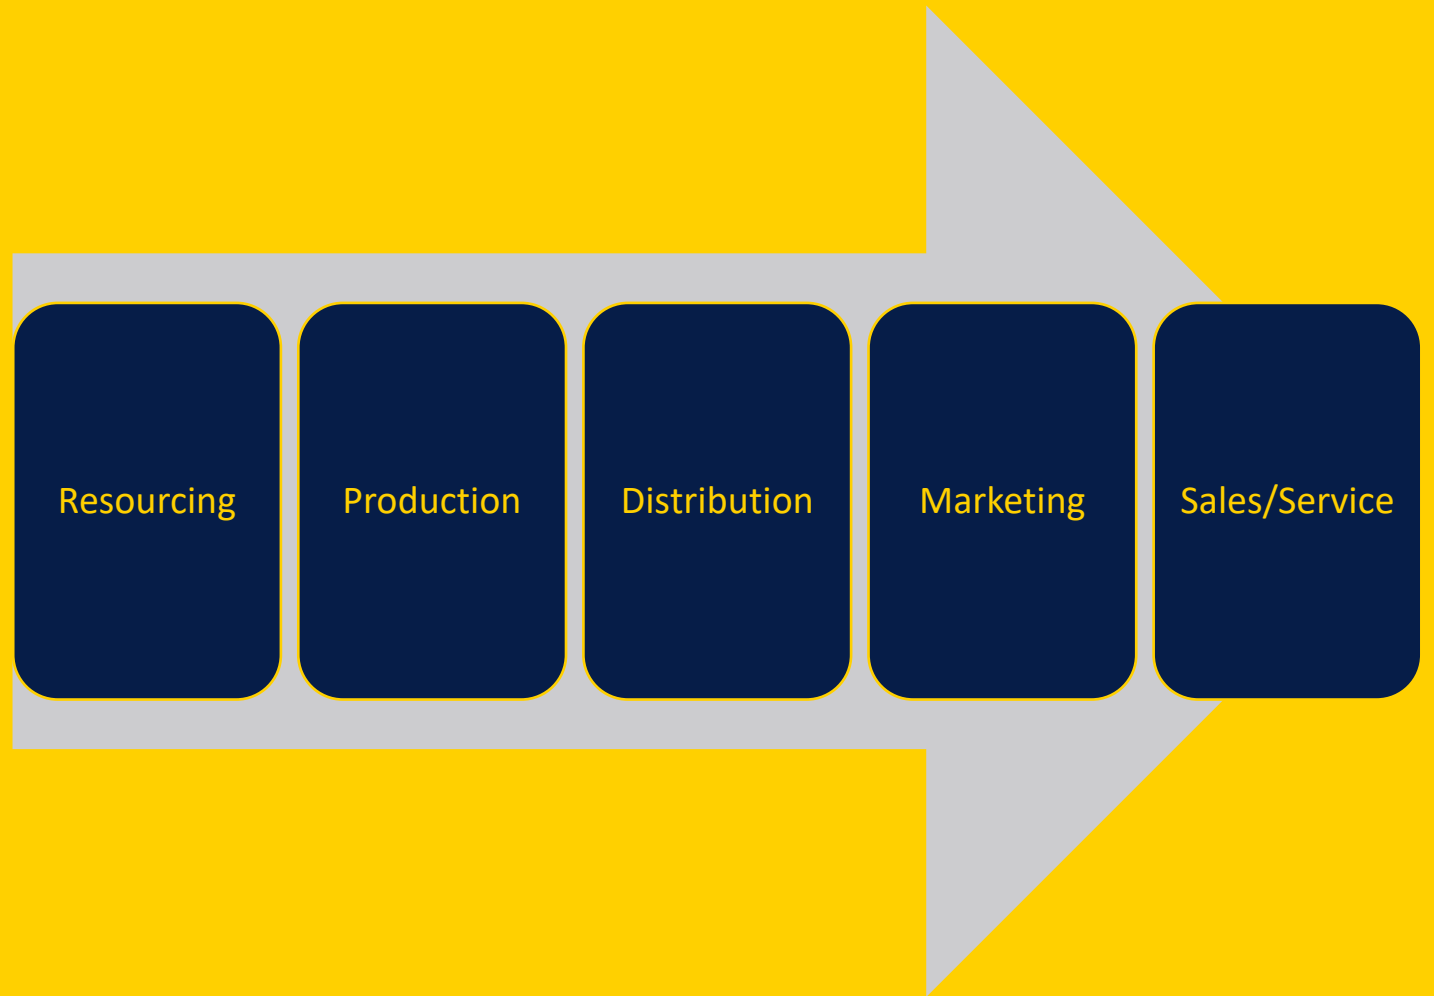 Resourcing
Production
Distribution
Marketing
Sales/Service